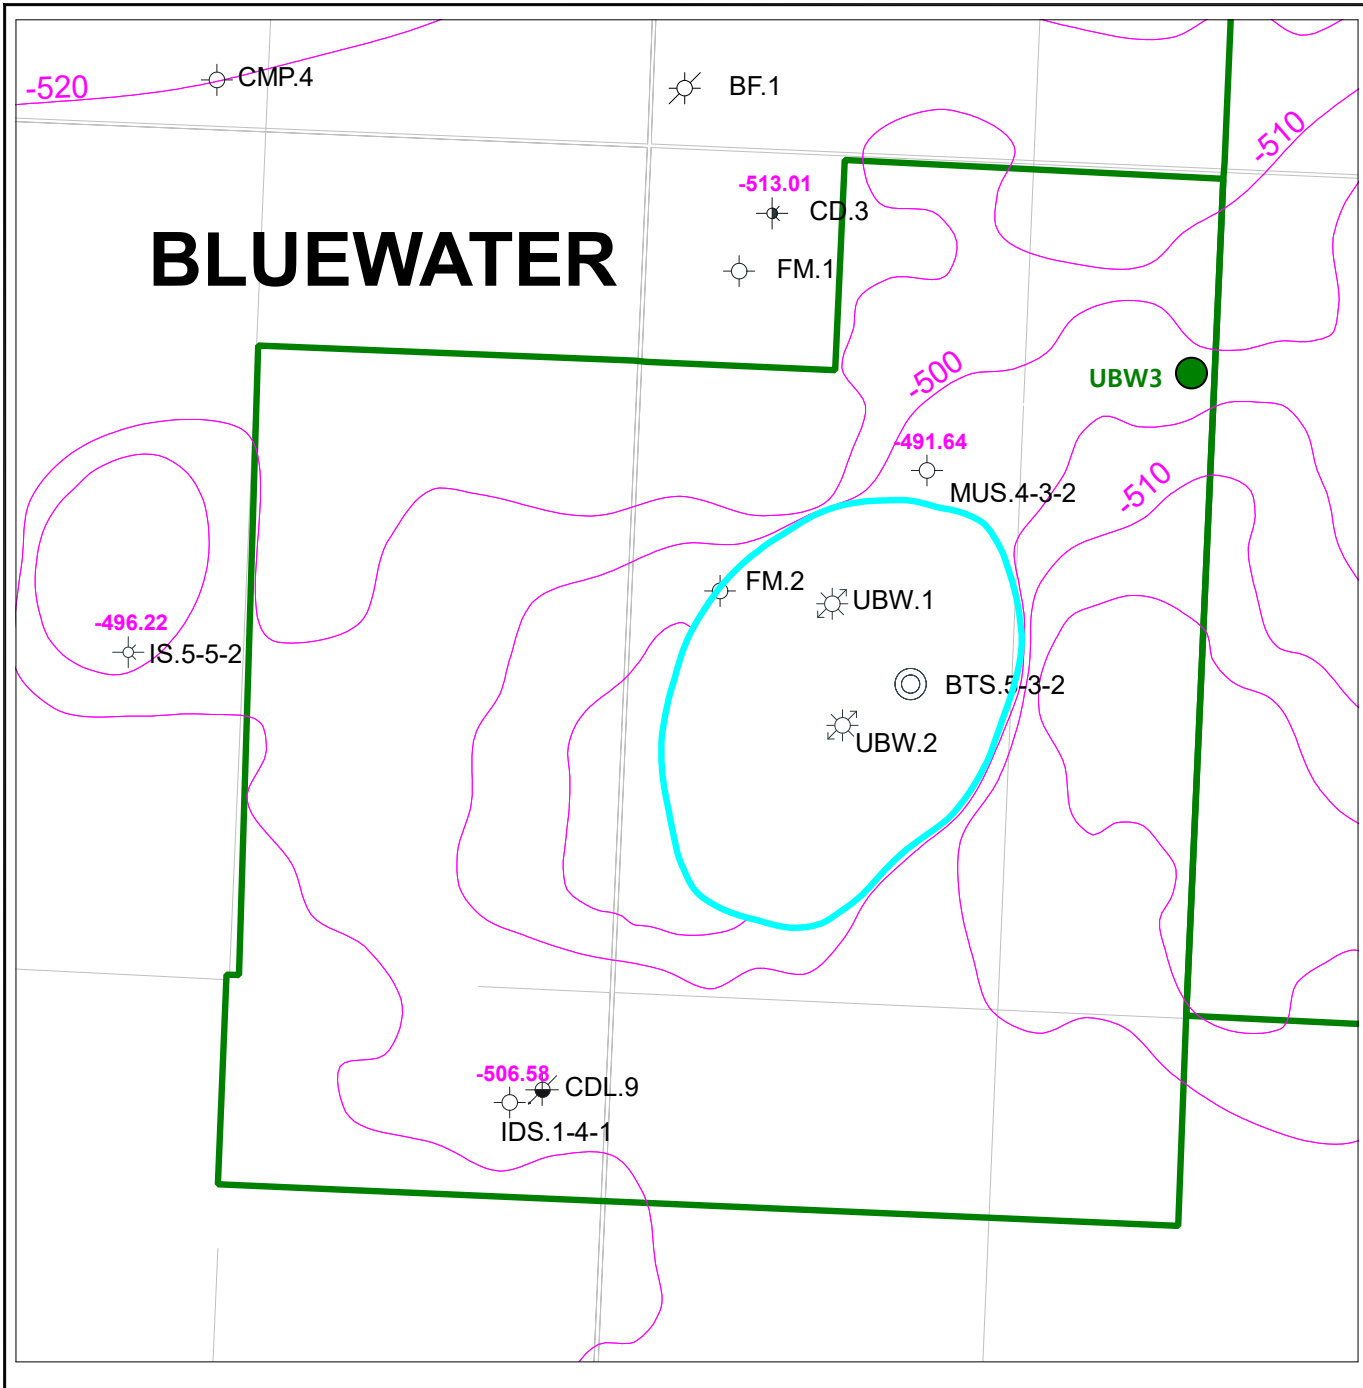 -520
CMP.4
BF.1
-510
-513.01
CD.3
BLUEWATER
FM.1
-500
UBW3
-491.64
MUS.4-3-2
-510
FM.2
UBW.1
-496.22
IS.5-5-2
BTS.5-3-2
UBW.2
-506.58
CDL.9
IDS.1-4-1